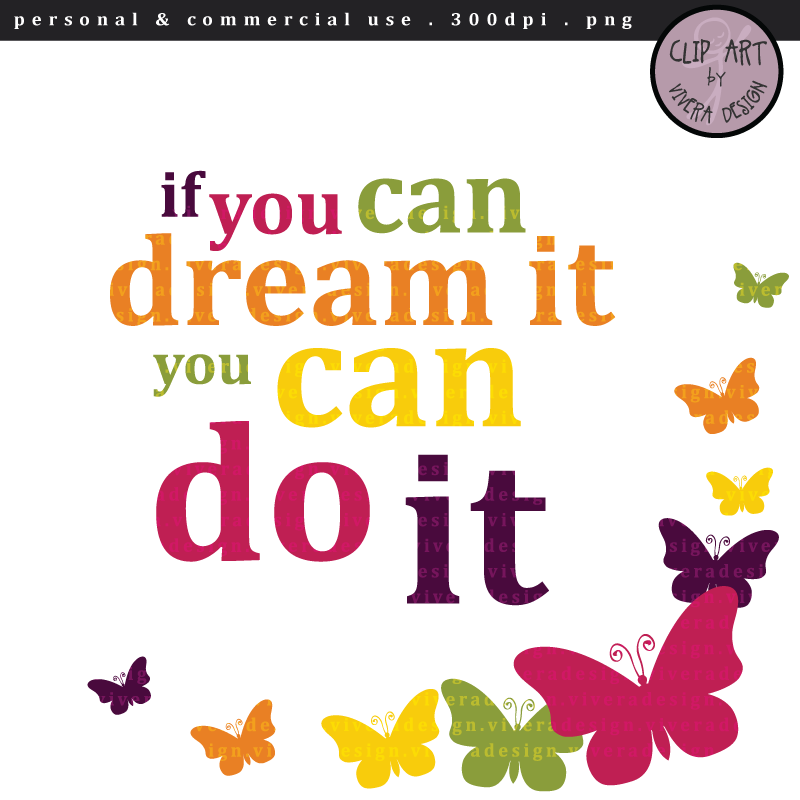 personal & commercial use . 300dpi . png
CLIP ART
by
VIVERA DESIGN
if you can
dream it
you can
do it